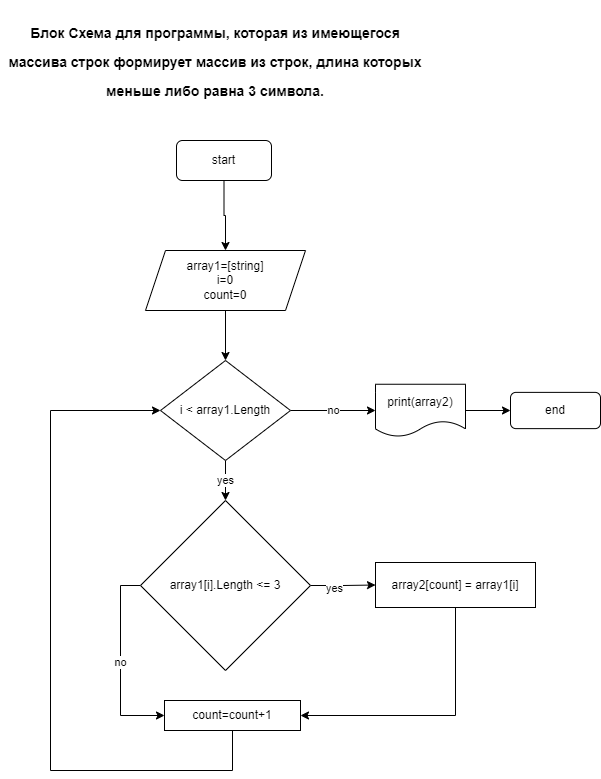 Блок Схема для программы, которая из имеющегося
массива строк формирует массив из строк, длина которых
меньше либо равна 3 символа.
start
array1=[string]
i=0
count=0
i < array1.Length
no
print(array2)
end
yes
array1[i].Length <= 3
yes
array2[count] = array1[i]
no
count=count+1